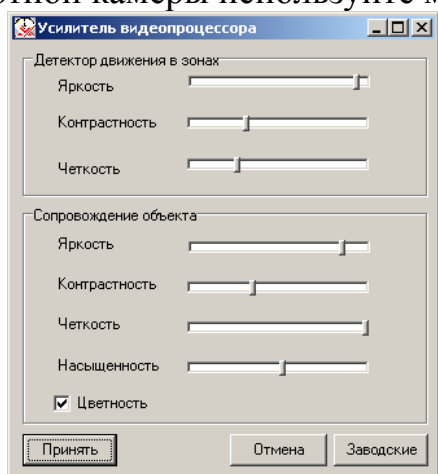 отной камеры используйте м
Усилитель видеопроцессора
Детектор движения в зонах
Яркость
Контрастность
Четкость
Сопровождение объекта
Яркость
Контрастность
Четкость
Насыщенность
Цветность
Принять Отмена Заводские